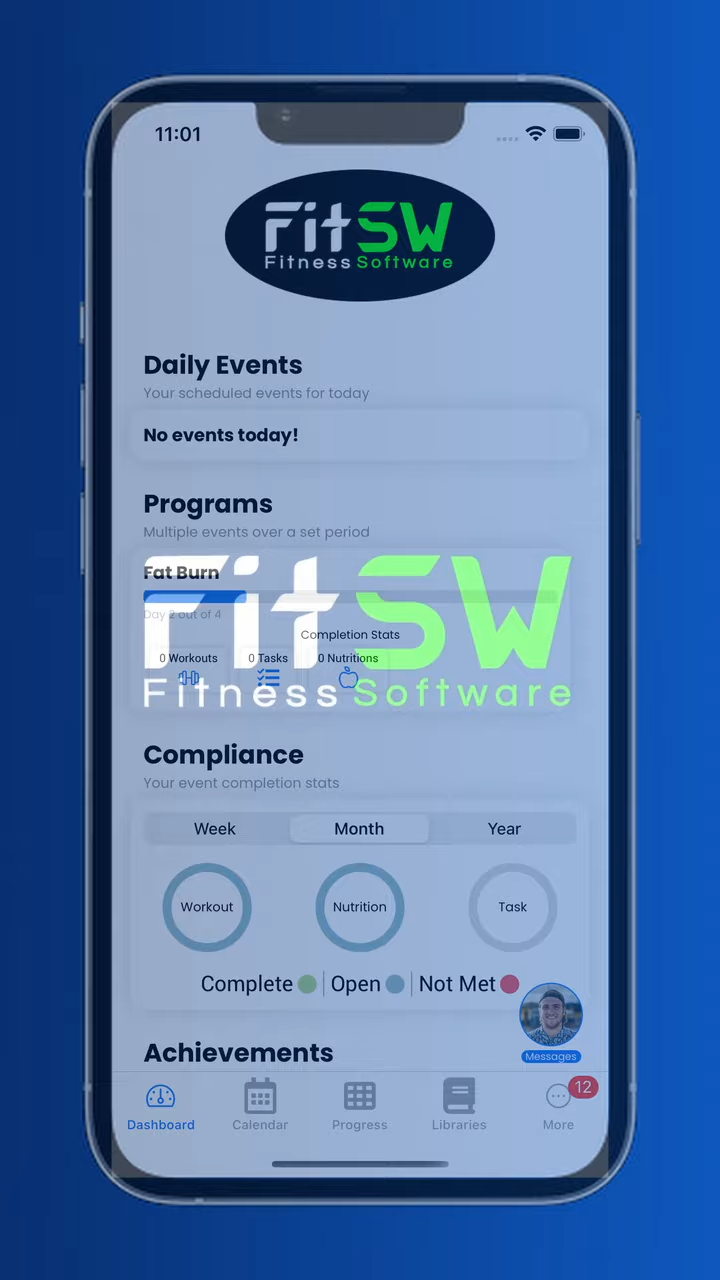 11:01
FitSW
Fitness Software
Daily Events
Your scheduled events for today
No events today!
Programs
Multiple events over a set period
Fat Burn
FitSW
Day 2 out of 4
Completion Stats
0 Workouts 0 Tasks 0 Nutritions
Fitness Software
Compliance
Your event completion stats
Week Month Year
Workout Nutrition Task
Complete Open Not Met
Messages
Achievements
12
Dashboard Calendar Progress Libraries More